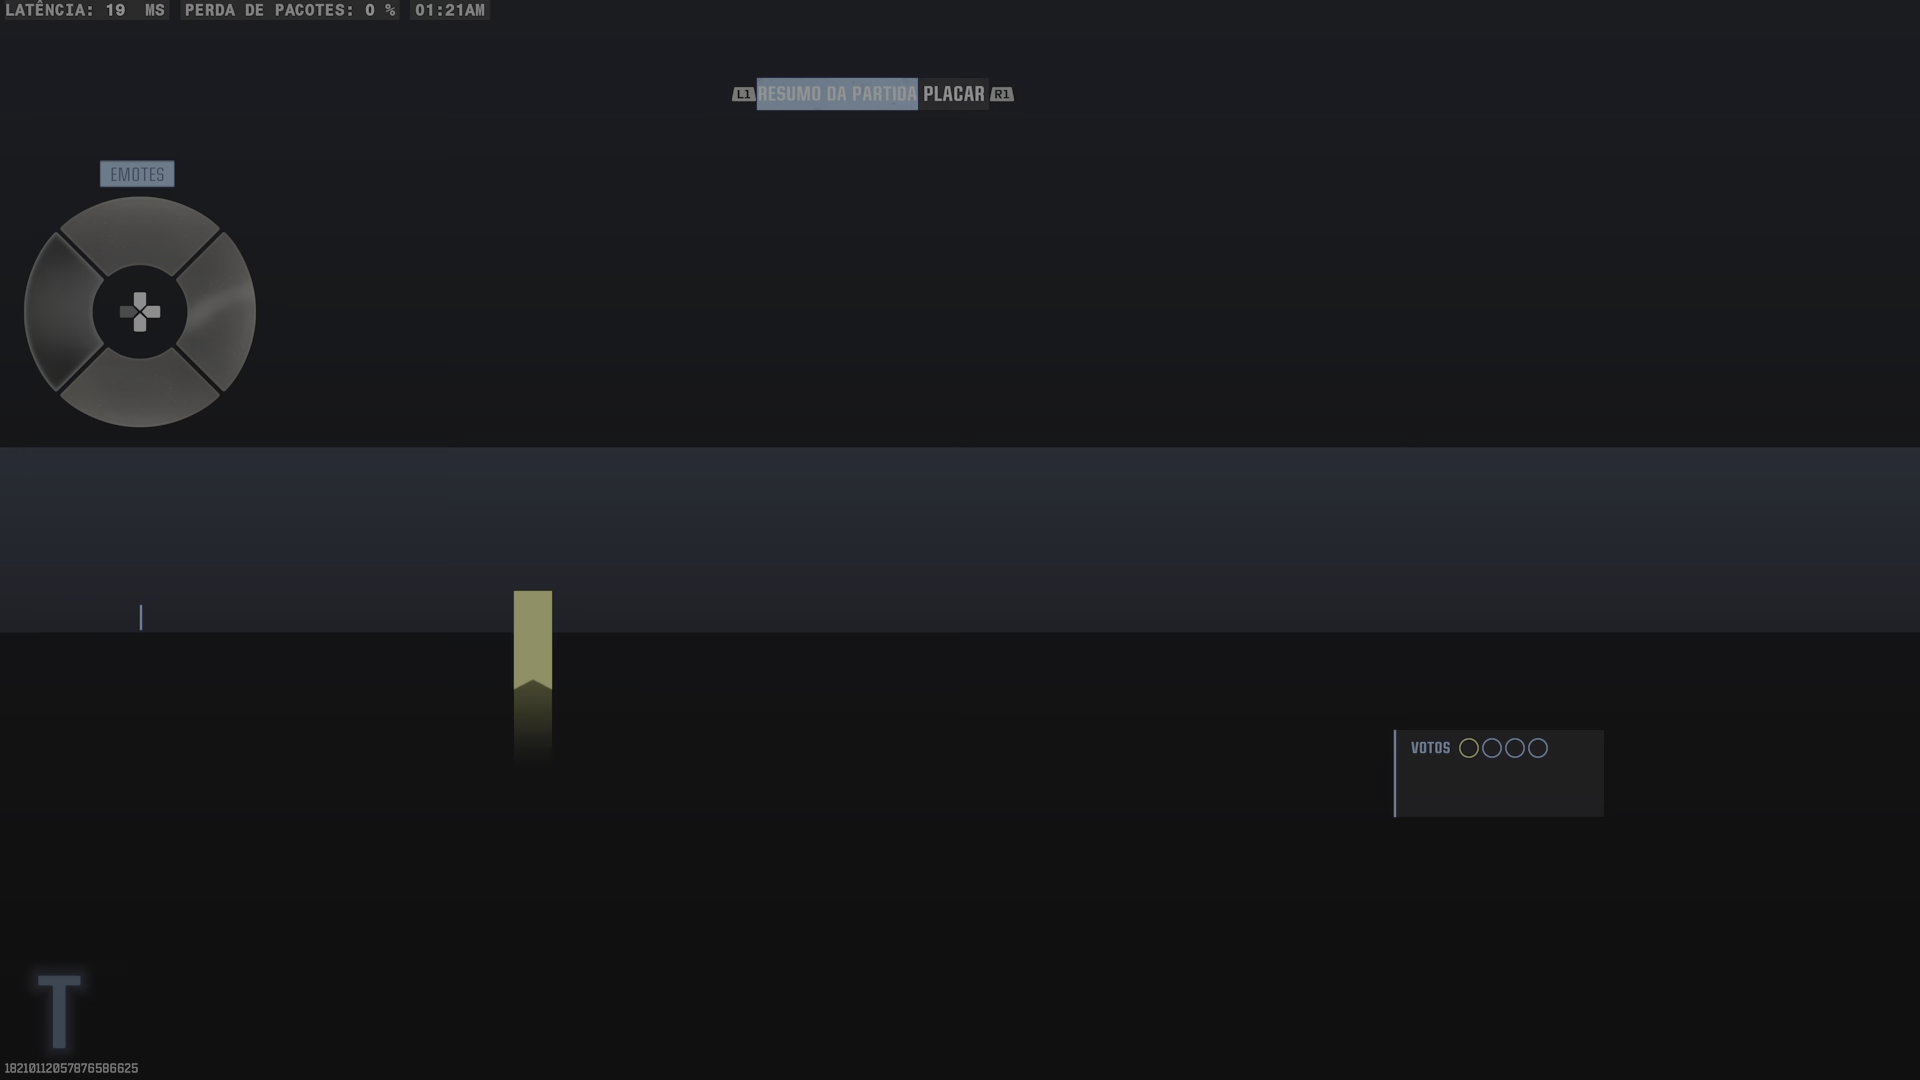 LATÊNCIA: 19 MS PERDA DE PACOTES: 0 % 01:21AM
L1 RESUMO DA PARTIDA PLACAR R1
EMOTES
VOTOS
T
18210112057876586625